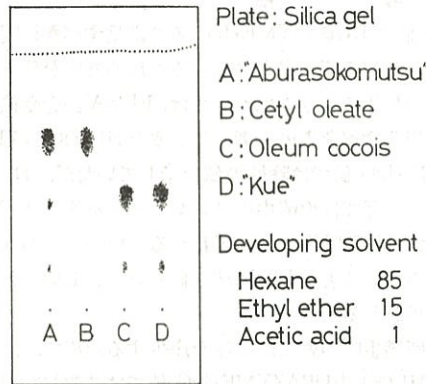 Plate: Silica gel
A: "Aburasokomutsu"
B: Cetyl oleate
C: Oleum cocois
D: "Kue"
Developing solvent
Hexane 85
Ethyl ether 15
Acetic acid 1
A B C D